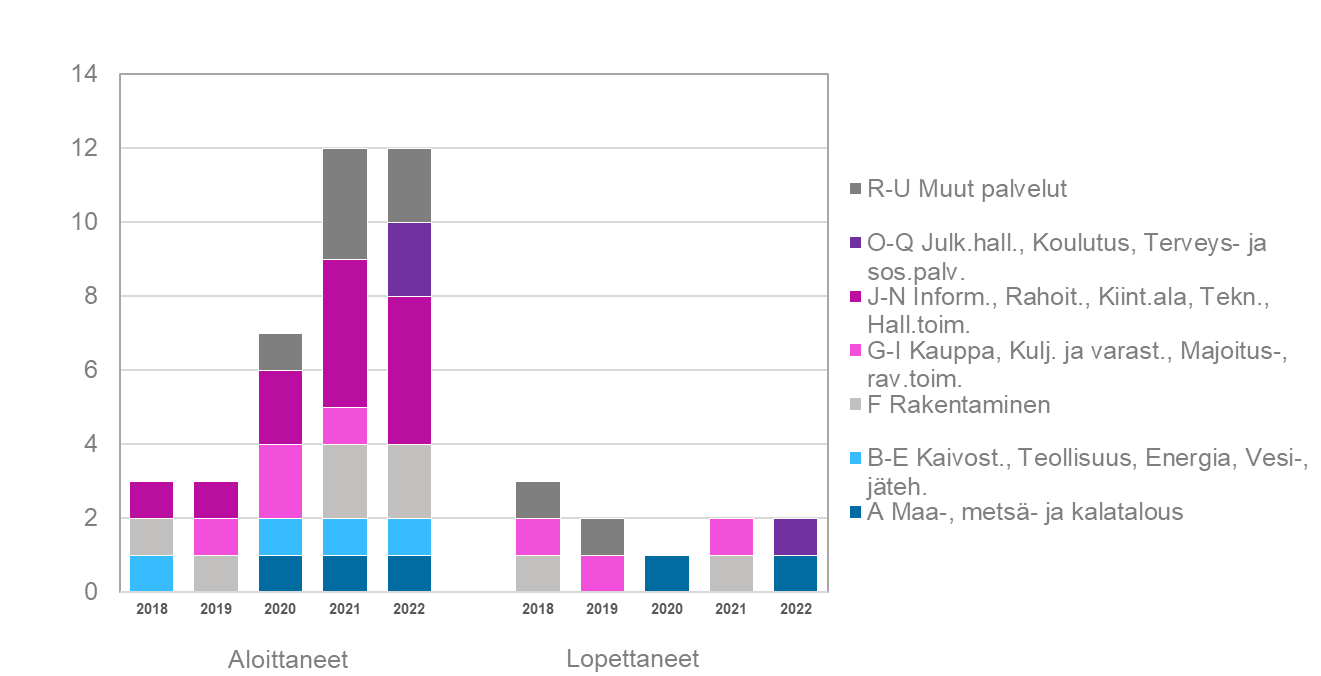 14
12
10
8
6
4
2
0
2018 2019 2020 2021 2022 2018 2019 2020 2021 2022
Aloittaneet Lopettaneet
R-U Muut palvelut
O-Q Julk.hall., Koulutus, Terveys- ja
sos.palv.
J-N Inform., Rahoit., Kiint.ala, Tekn.,
Hall.toim.
G-I Kauppa, Kulj. ja varast., Majoitus-,
rav.toim.
F Rakentaminen
B-E Kaivost., Teollisuus, Energia, Vesi-,
jäteh.
A Maa-, metsä- ja kalatalous